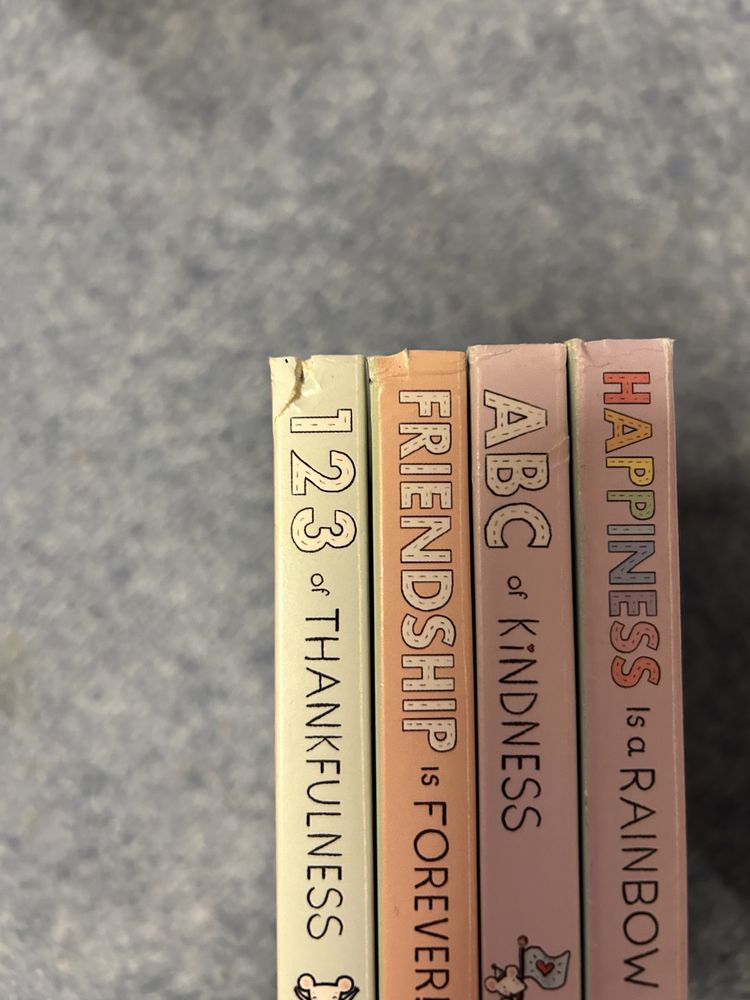 123 of THANKFULNESS
FRIENDSHIP is FOREVER!
ABC of KiNDNESS
HAPPINESS is a RAINBOW